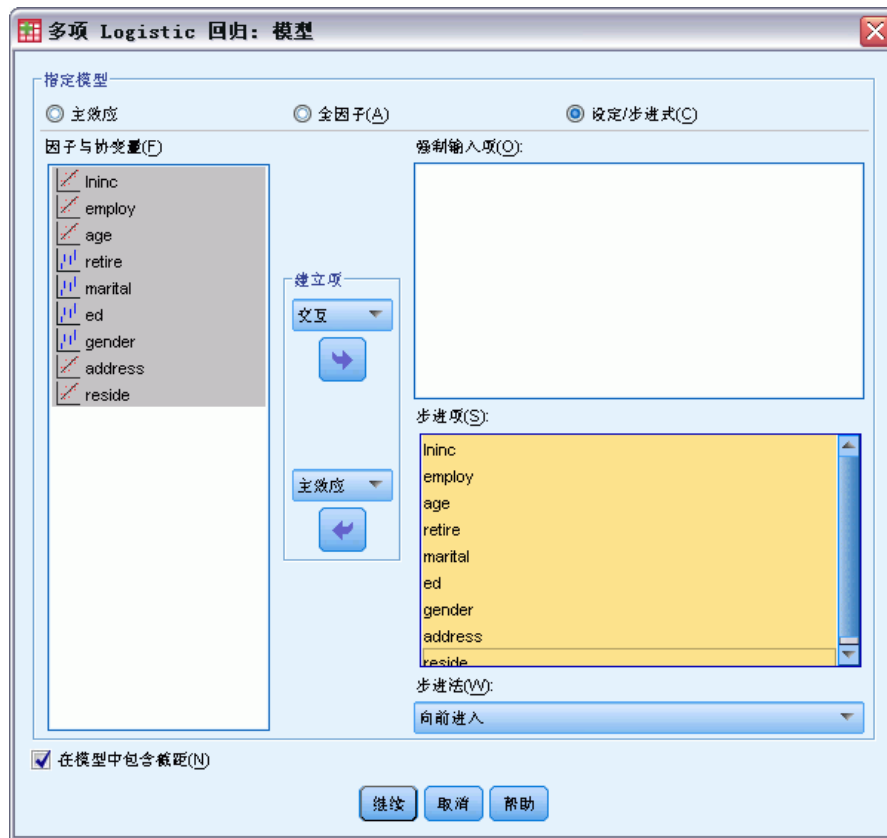 多项 Logistic 回归: 模型
指定模型
主效应
全因子(A)
设定/步进式(C)
因子与协变量(F)
lninc
employ
age
retire
marital
ed
gender
address
reside
建立项
交互
主效应
强制输入项(O):
步进项(S):
lninc
employ
age
retire
marital
ed
gender
address
reside
步进法(W):
向前进入
在模型中包含截距(N)
继续
取消
帮助